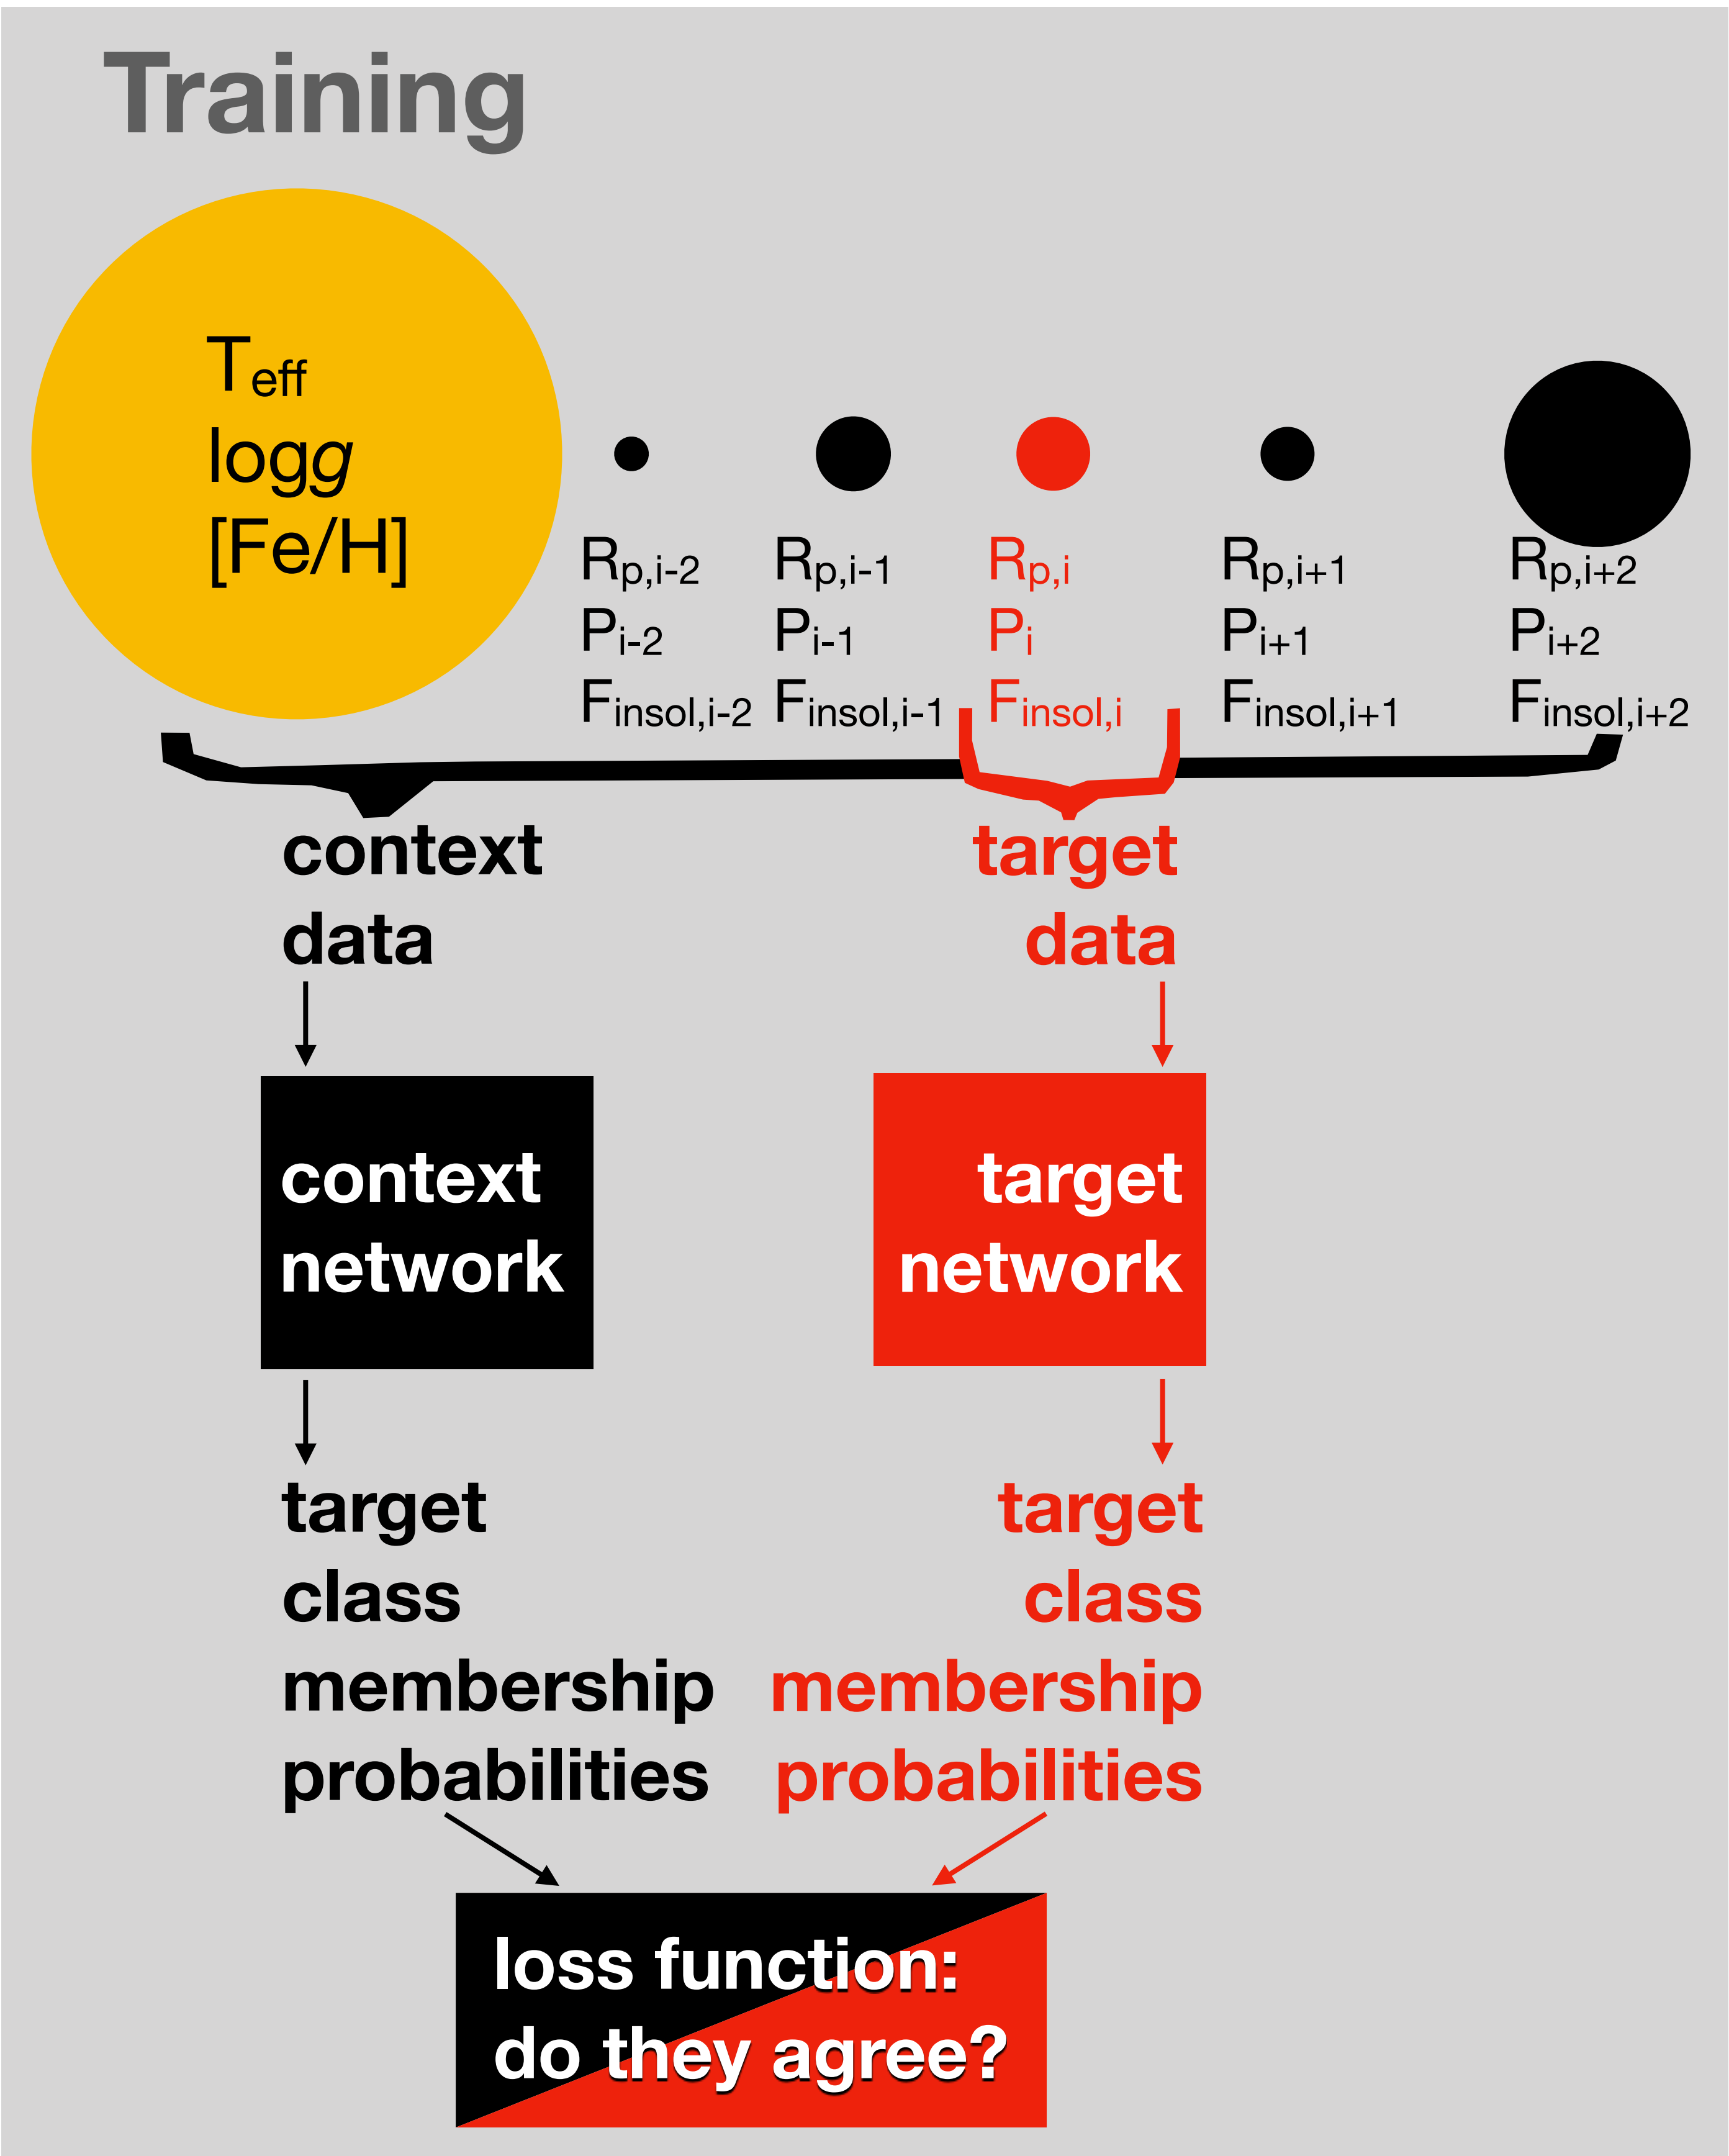 Training
Teff
logg
[Fe/H]
Rp,i-2 Rp,i-1 Rp,i Rp,i+1 Rp,i+2
Pi-2 Pi-1 Pi Pi+1 Pi+2
Finsol,i-2 Finsol,i-1 Finsol,i Finsol,i+1 Finsol,i+2
context
data
target
data
context
network
target
network
target
class
membership
probabilities
target
class
membership
probabilities
loss function:
do they agree?